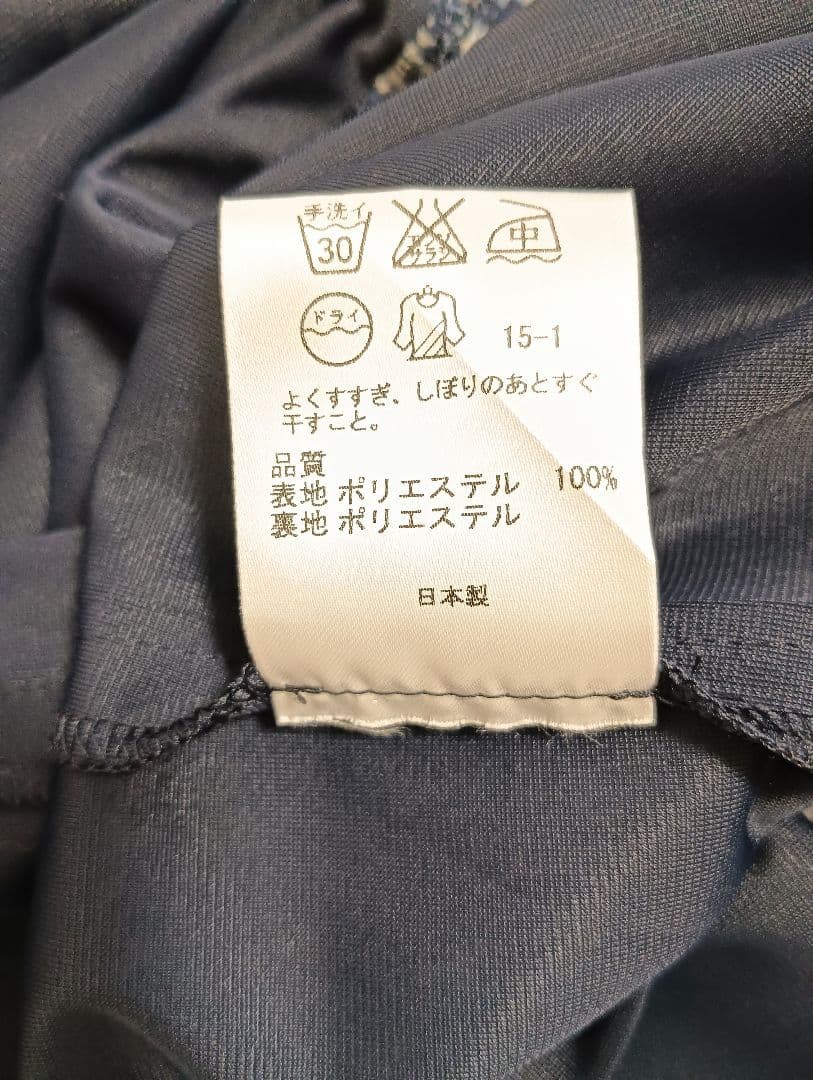 手洗イ
30
エンソ
サラシ
中
ドライ
15-1
よくすすぎ、しぼりのあとすぐ
干すこと。
品質
表地 ポリエステル 100%
裏地 ポリエステル
日本製